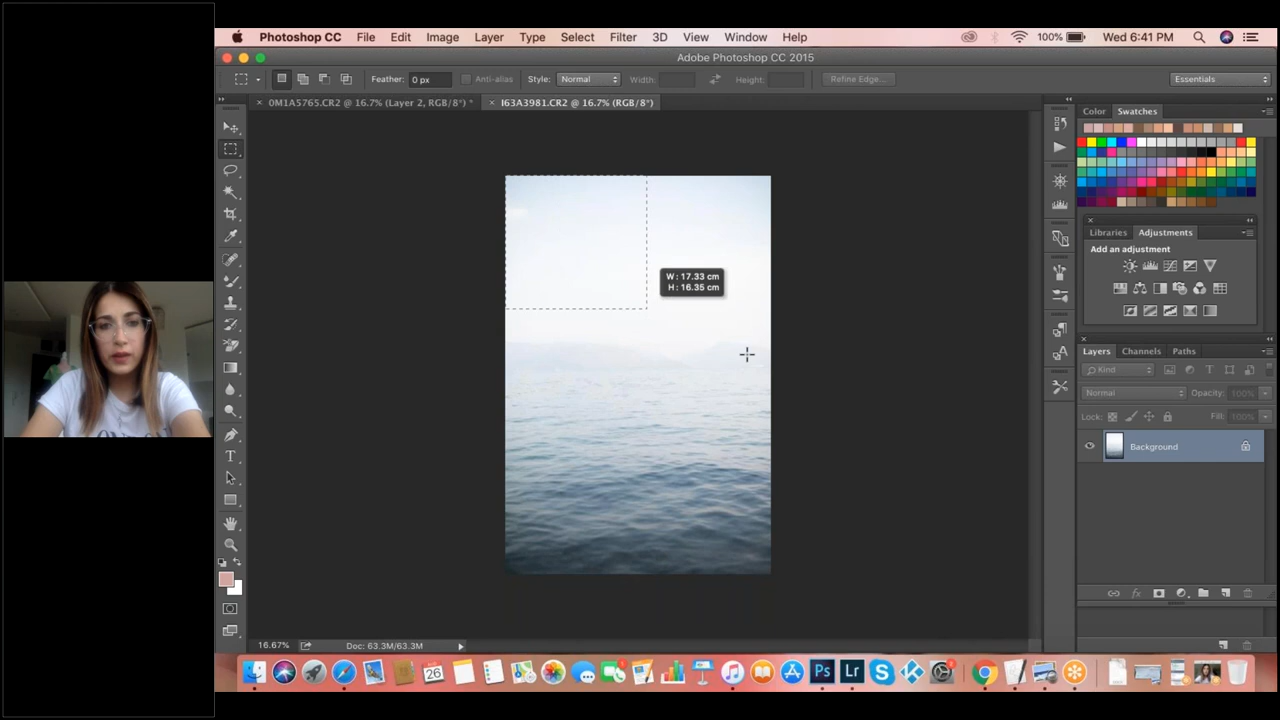 Photoshop CC File Edit Image Layer Type Select Filter 3D View Window Help 100% Wed 6:41 PM
Adobe Photoshop CC 2015
Feather: 0 px Anti-alias Style: Normal Width: Height: Refine Edge... Essentials
× 0M1A5765.CR2 @ 16.7% (Layer 2, RGB/8*) * × I63A3981.CR2 @ 16.7% (RGB/8*)
Color Swatches
Libraries Adjustments
Add an adjustment
W : 17.33 cm
H : 16.35 cm
Layers Channels Paths
Kind
Normal Opacity: 100%
Lock: Fill: 100%
Background
16.67% Doc: 63.3M/63.3M
26 Ps Lr